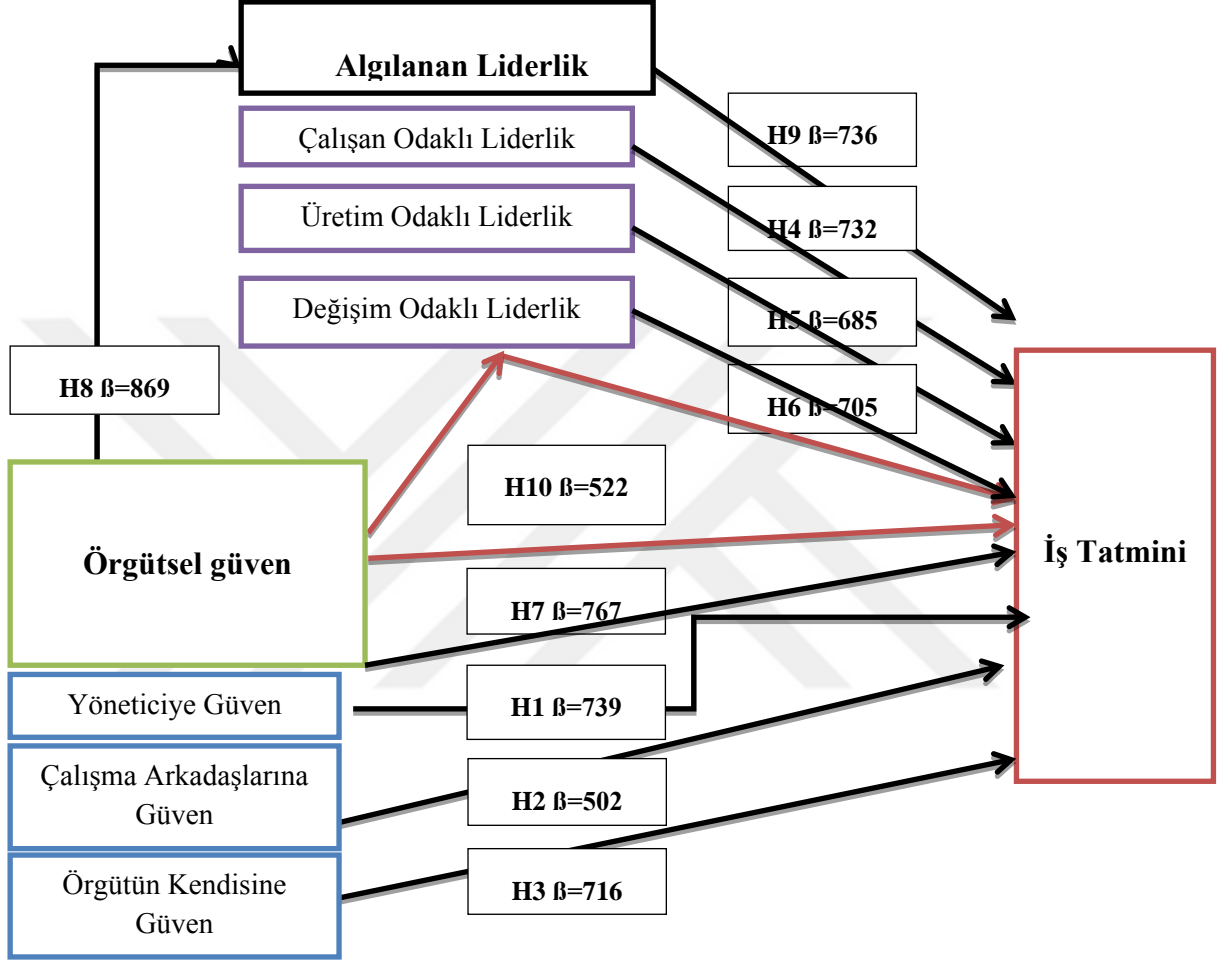 Algılanan Liderlik
Çalışan Odaklı Liderlik
Üretim Odaklı Liderlik
Değişim Odaklı Liderlik
H9 ß=736
H4 ß=732
H5 ß=685
H6 ß=705
H8 ß=869
Örgütsel güven
H10 ß=522
H7 ß=767
İş Tatmini
Yöneticiye Güven
H1 ß=739
Çalışma Arkadaşlarına
Güven
H2 ß=502
Örgütün Kendisine
Güven
H3 ß=716